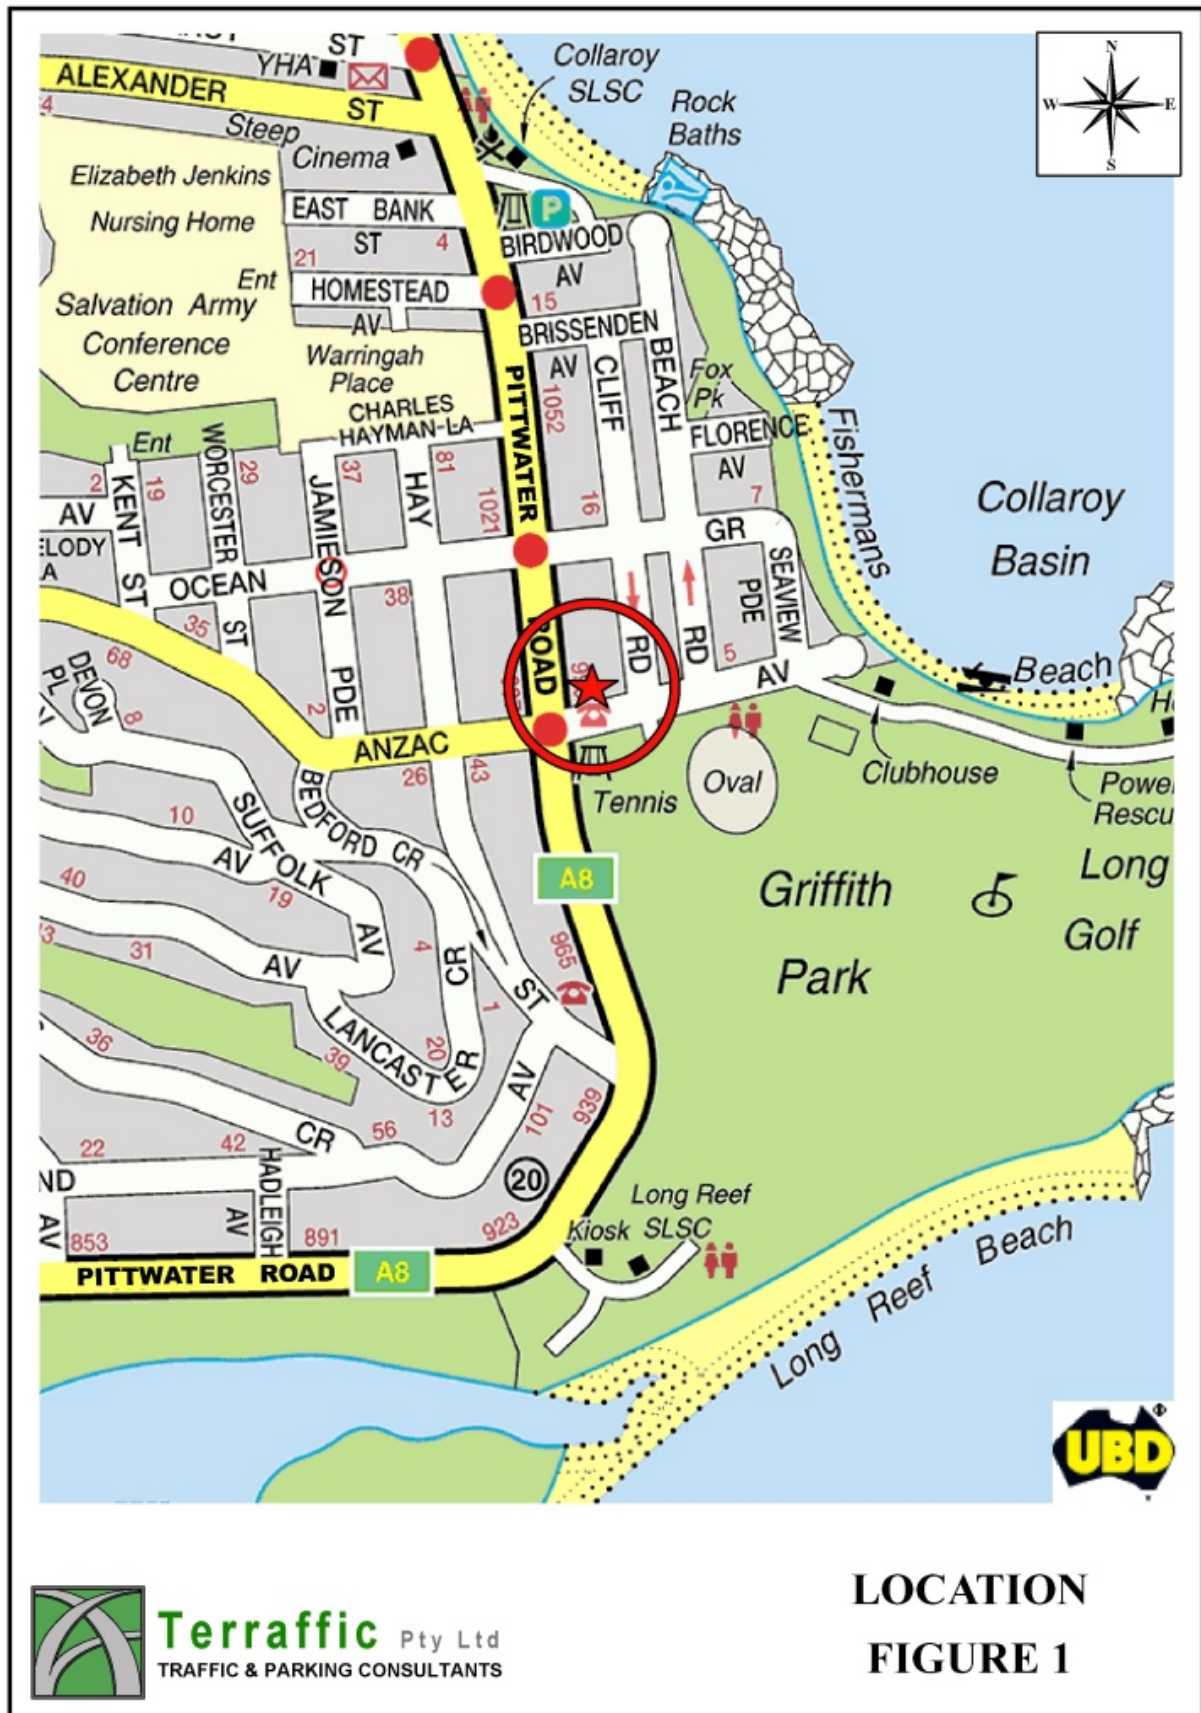 ST
YHA
ALEXANDER
ST
4
Collaroy
SLSC
Rock
Baths
N
W
E
S
Steep
Cinema
Elizabeth Jenkins
Nursing Home
EAST BANK
ST
4
21
P
BIRDWOOD
AV
Ent
HOMESTEAD
AV
15
Salvation Army
Conference
Centre
Warringah
Place
BRISSENDEN
AV
CLIFF
BEACH
PITTWATER
1052
Fox
Pk
CHARLES
HAYMAN-LA
FLORENCE
AV
7
Fishermans
Ent
WORCESTER
2
KENT
19
29
JAMIESON
37
HAY
81
1021
16
Collaroy
Basin
AV
GR
SEAVIEW
PDE
OCEAN
ST
ST
35
38
ROAD
RD
RD
5
AV
Beach
68
DEVON
PL
8
2
PDE
ANZAC
26
43
Tennis
Oval
Clubhouse
BEDFORD CR
10
SUFFOLK
AV
AV
A8
Griffith
Park
Long
Golf
40
19
31
AV
4
CR
965
ST
1
LANCASTER
20
36
39
13
AV
101
939
CR
56
22
42
HADLEIGH
AV
20
AV
853
891
923
PITTWATER ROAD
A8
Long Reef
Kiosk SLSC
Long Reef Beach
UBD
Terraffic Pty Ltd
TRAFFIC & PARKING CONSULTANTS
LOCATION
FIGURE 1